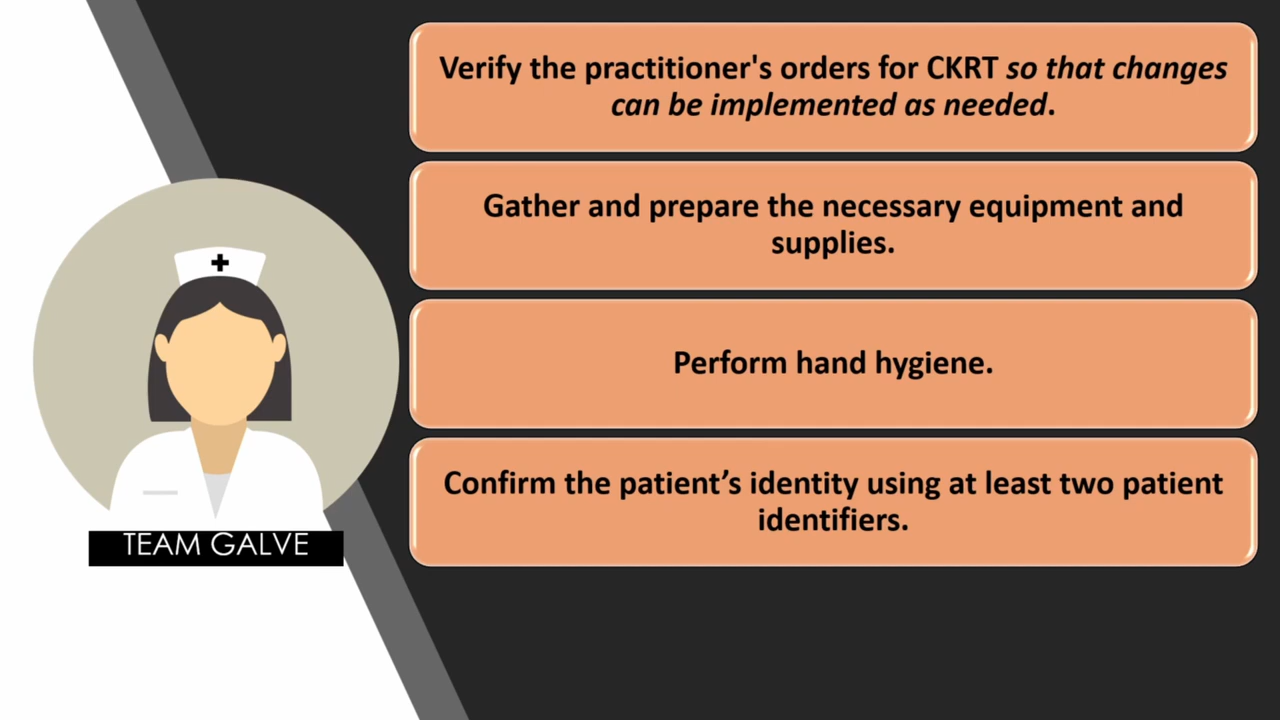 Verify the practitioner's orders for CKRT so that changes
can be implemented as needed.
Gather and prepare the necessary equipment and
supplies.
Perform hand hygiene.
Confirm the patient’s identity using at least two patient
identifiers.
TEAM GALVE